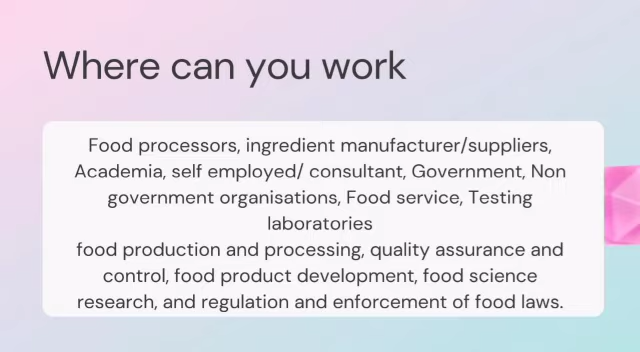 Where can you work
Food processors, ingredient manufacturer/suppliers,
Academia, self employed/ consultant, Government, Non
government organisations, Food service, Testing
laboratories
food production and processing, quality assurance and
control, food product development, food science
research, and regulation and enforcement of food laws.